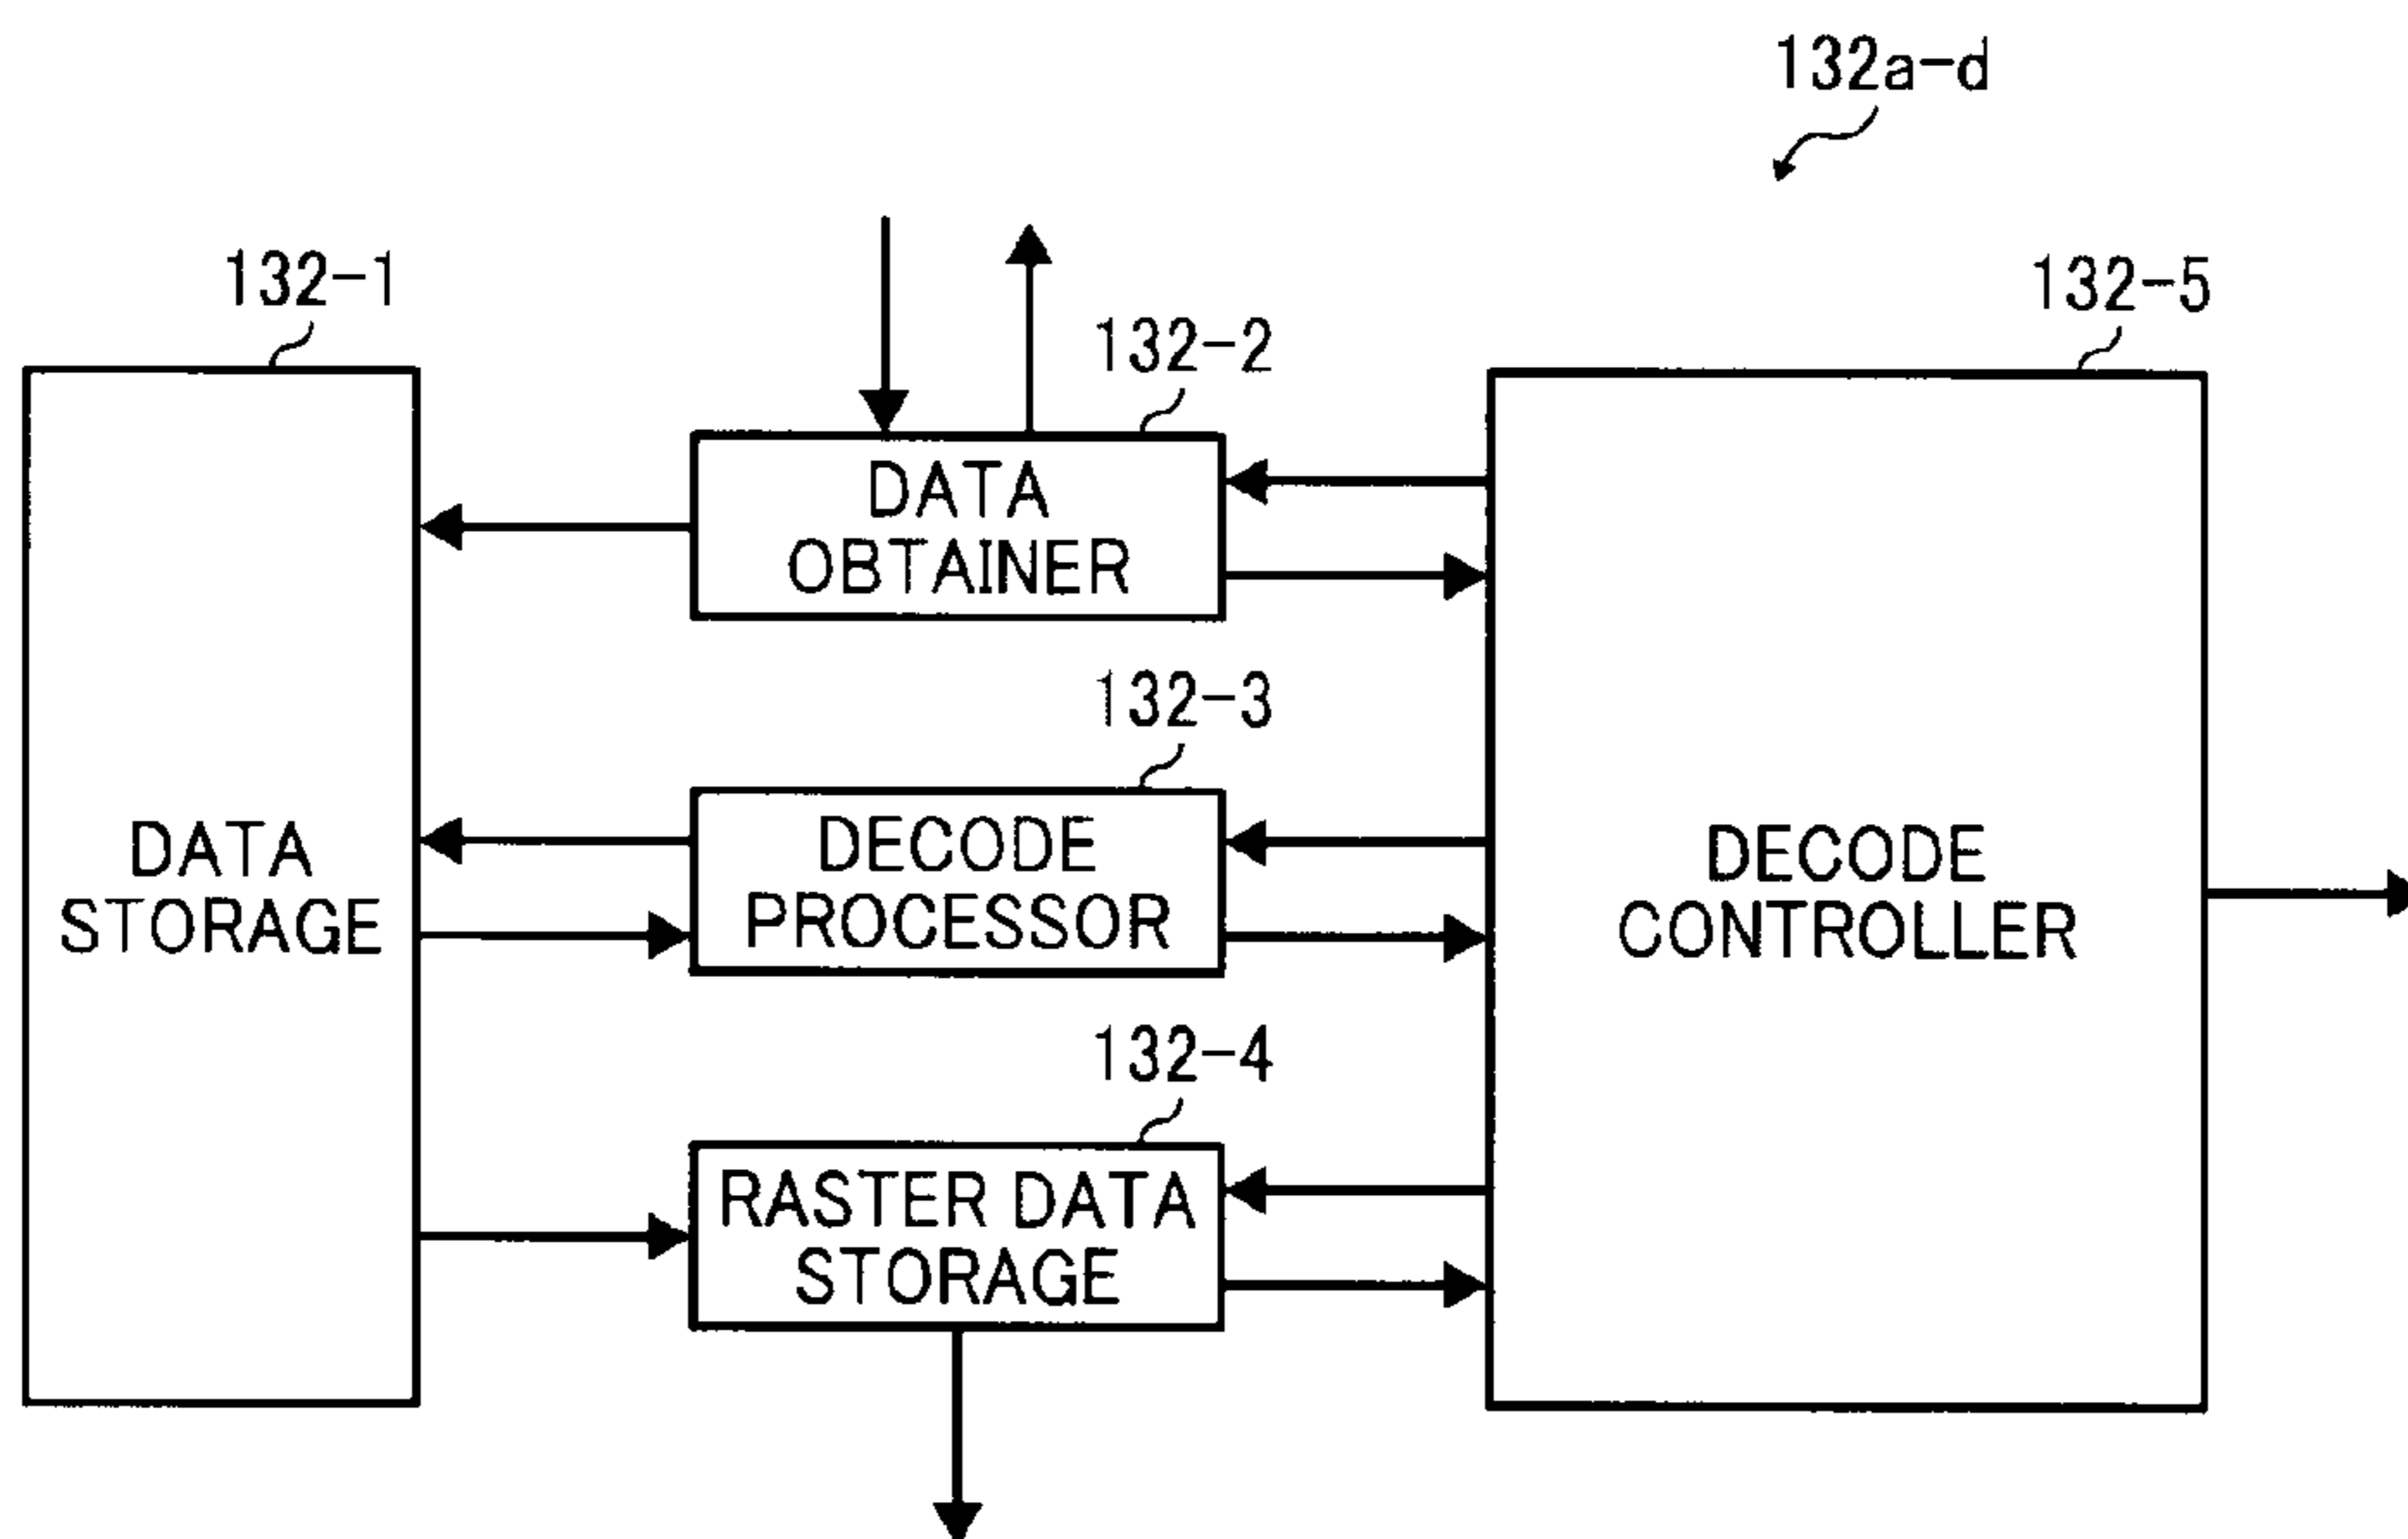 132a-d
132-1
132-2
132-5
DATA
OBTAINER
132-3
DATA
STORAGE
DECODE
PROCESSOR
DECODE
CONTROLLER
132-4
RASTER DATA
STORAGE